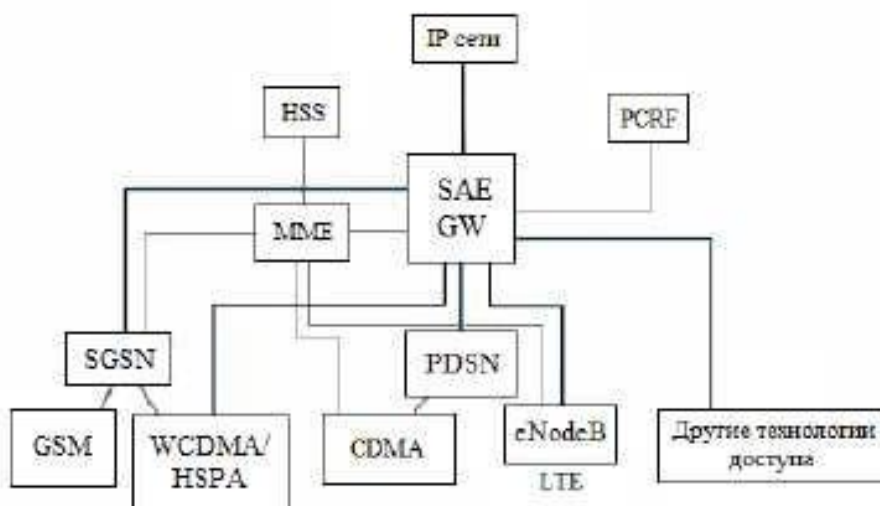 IP сети
HSS
PCRF
SAE
GW
MME
SGSN
PDSN
GSM
WCDMA/
HSPA
CDMA
eNodeB
LTE
Другие технологии
доступа